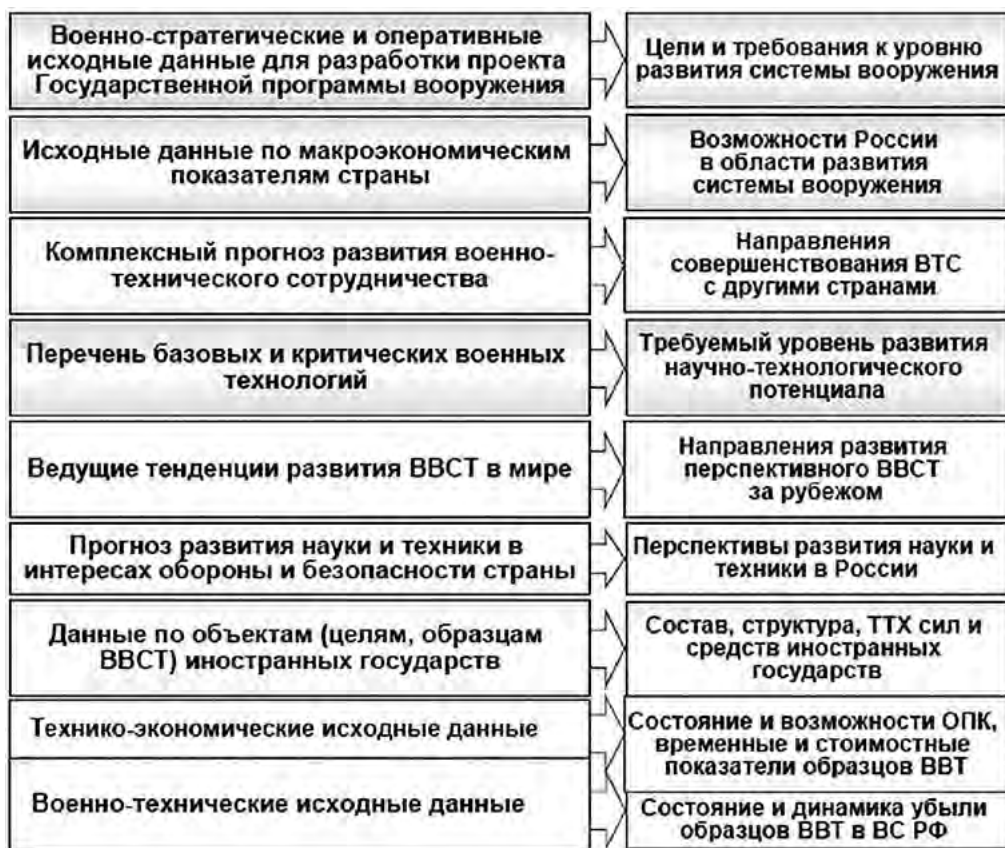 Военно-стратегические и оперативные
исходные данные для разработки проекта
Государственной программы вооружения
Цели и требования к уровню
развития системы вооружения
Исходные данные по макроэкономическим
показателям страны
Возможности России
в области развития
системы вооружения
Комплексный прогноз развития военно-
технического сотрудничества
Направления
совершенствования ВТС
с другими странами
Перечень базовых и критических военных
технологий
Требуемый уровень развития
научно-технологического
потенциала
Ведущие тенденции развития ВВСТ в мире
Направления развития
перспективного ВВСТ
за рубежом
Прогноз развития науки и техники в
интересах обороны и безопасности страны
Перспективы развития науки и
техники в России
Данные по объектам (целям, образцам
ВВСТ) иностранных государств
Состав, структура, ТТХ сил и
средств иностранных
государств
Технико-экономические исходные данные
Состояние и возможности ОПК,
временные и стоимостные
показатели образцов ВВТ
Военно-технические исходные данные
Состояние и динамика убыли
образцов ВВТ в ВС РФ